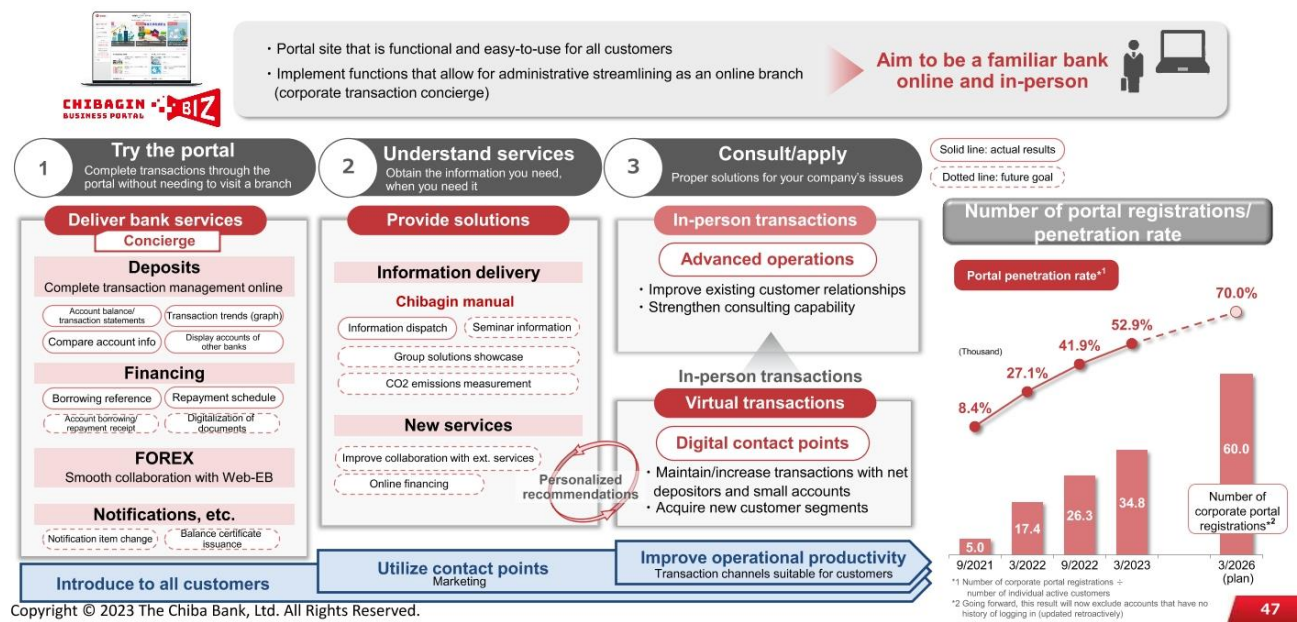 CHIBAGIN BIZ
BUSINESS PORTAL
・Portal site that is functional and easy-to-use for all customers
・Implement functions that allow for administrative streamlining as an online branch
(corporate transaction concierge)
Aim to be a familiar bank
online and in-person
1
Try the portal
Complete transactions through the
portal without needing to visit a branch
Deliver bank services
Concierge
Deposits
Complete transaction management online
Account balance/
transaction statements
Transaction trends (graph)
Compare account info
Display accounts of
other banks
Financing
Borrowing reference
Repayment schedule
Account borrowing/
repayment receipt
Digitalization of
documents
FOREX
Smooth collaboration with Web-EB
Notifications, etc.
Notification item change
Balance certificate
issuance
Introduce to all customers
2
Understand services
Obtain the information you need,
when you need it
Provide solutions
Information delivery
Chibagin manual
Information dispatch
Seminar information
Group solutions showcase
CO2 emissions measurement
New services
Improve collaboration with ext. services
Online financing
Personalized
recommendations
Utilize contact points
Marketing
3
Consult/apply
Proper solutions for your company's issues
In-person transactions
Advanced operations
・Improve existing customer relationships
・Strengthen consulting capability
In-person transactions
Virtual transactions
Digital contact points
・Maintain/increase transactions with net
depositors and small accounts
・Acquire new customer segments
Improve operational productivity
Transaction channels suitable for customers
Solid line: actual results
Dotted line: future goal
Number of portal registrations/
penetration rate
Portal penetration rate*1
(Thousand)
8.4%
27.1%
41.9%
52.9%
70.0%
5.0
17.4
26.3
34.8
60.0
Number of
corporate portal
registrations*2
9/2021
3/2022
9/2022
3/2023
3/2026
(plan)
*1 Number of corporate portal registrations ÷
number of individual active customers
*2 Going forward, this result will now exclude accounts that have no
history of logging in (updated retroactively)
Copyright © 2023 The Chiba Bank, Ltd. All Rights Reserved.
47